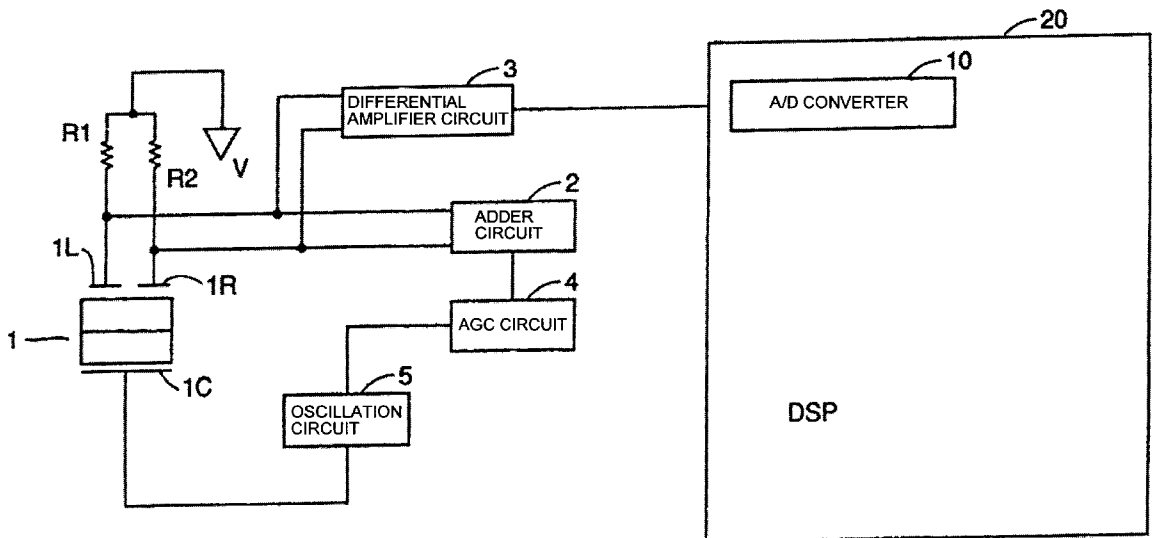 20
3
10
DIFFERENTIAL
AMPLIFIER CIRCUIT
A/D CONVERTER
R1
R2
V
2
ADDER
CIRCUIT
1L
1R
4
AGC CIRCUIT
1
1C
5
OSCILLATION
CIRCUIT
DSP